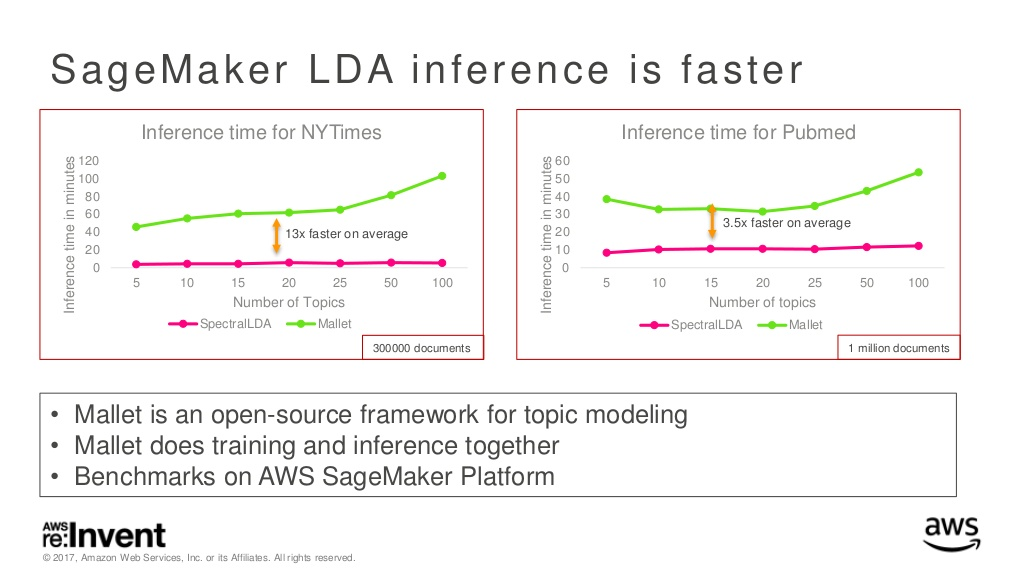 SageMaker LDA inference is faster
Inference time for NYTimes
Inference time in minutes
120
100
80
60
40
20
0
13x faster on average
5 10 15 20 25 50 100
Number of Topics
SpectralLDA Mallet
300000 documents
Inference time for Pubmed
Inference time in minutes
60
50
40
30
20
10
0
3.5x faster on average
5 10 15 20 25 50 100
Number of topics
SpectralLDA Mallet
1 million documents
• Mallet is an open-source framework for topic modeling
• Mallet does training and inference together
• Benchmarks on AWS SageMaker Platform
AWS
re:Invent
© 2017, Amazon Web Services, Inc. or its Affiliates. All rights reserved.
aws